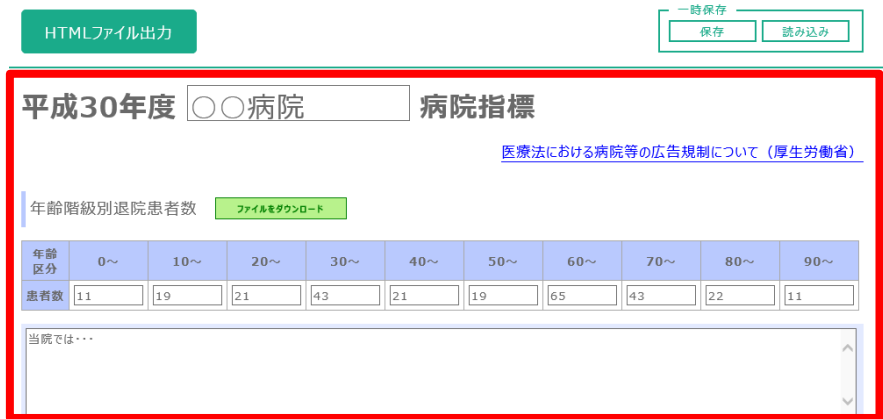 HTMLファイル出力
一時保存
保存 読み込み
平成30年度 〇〇病院 病院指標
医療法における病院等の広告規制について（厚生労働省）
年齢階級別退院患者数 ファイルをダウンロード
年齢区分 0～ 10～ 20～ 30～ 40～ 50～ 60～ 70～ 80～ 90～
患者数 11 19 21 43 21 19 65 43 22 11
当院では・・・